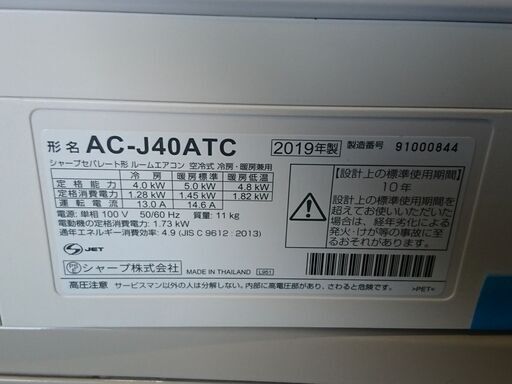 形名 AC-J40ATC 2019年製 製造番号 91000844
シャープセパレート形 ルームエアコン 空冷式 冷房・暖房兼用
冷房 暖房標準 暖房低温
定格能力 4.0 kW 5.0 kW 4.8 kW
定格消費電力 1.28 kW 1.45 kW 1.82 kW
運転電流 13.0 A 14.6 A
電源: 単相 100 V 50/60 Hz 質量: 11 kg
電動機の定格消費電力: 1.73 kW
通年エネルギー消費効率: 4.9 (JIS C 9612 : 2013)
JET
シャープ株式会社 MADE IN THAILAND L951
高圧注意 サービスマン以外の人は分解しない。内部に高電圧部があり、さわると危険です。
【設計上の標準使用期間】
10年
設計上の標準使用期間を
超えてお使いいただいた
場合は、経年劣化による
発火・けが等の事故に
至るおそれがあります。
>PET<